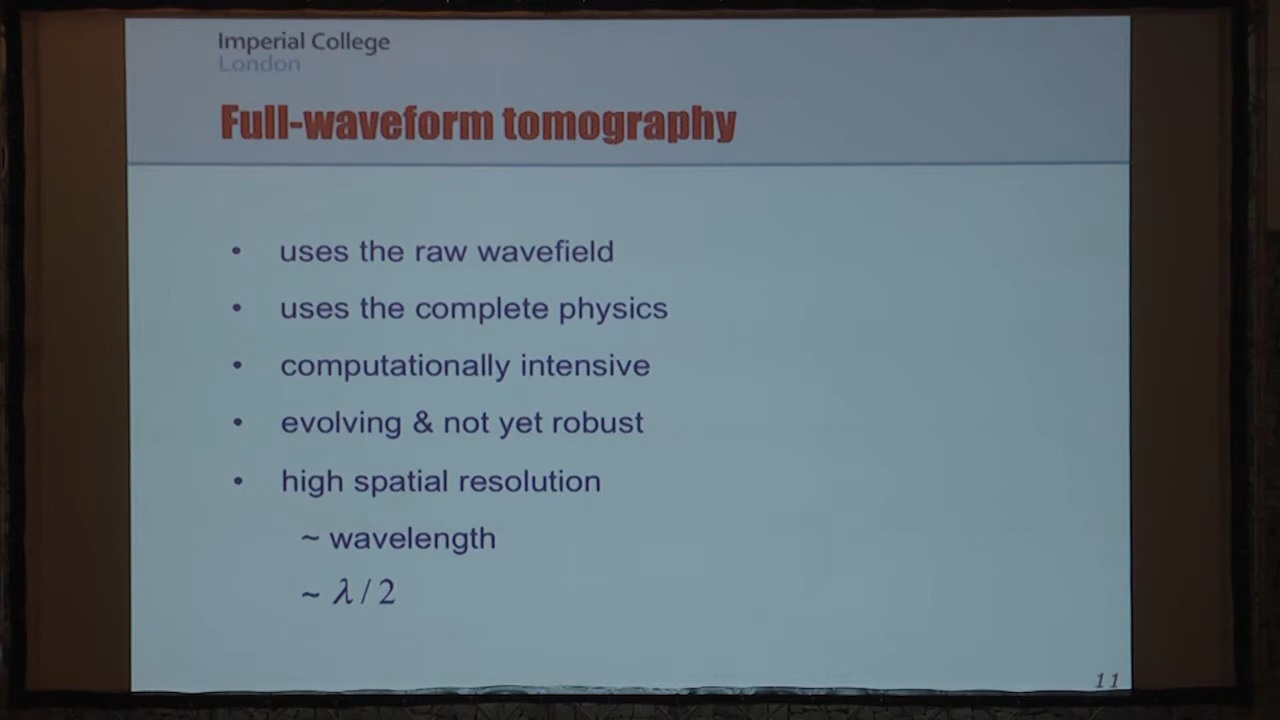 Imperial College
London
Full-waveform tomography
• uses the raw wavefield
• uses the complete physics
• computationally intensive
• evolving & not yet robust
• high spatial resolution
~ wavelength
~ λ / 2
11